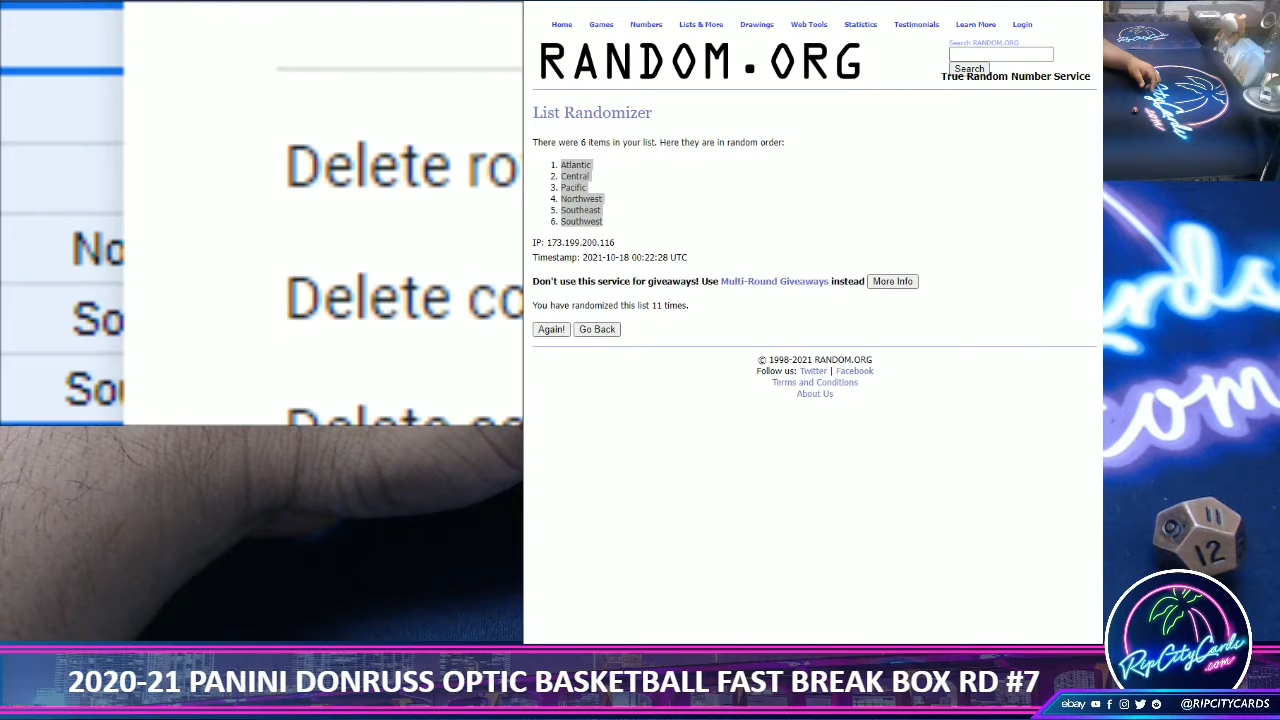 Home Games Numbers Lists & More Drawings Web Tools Statistics Testimonials Learn More Login
RANDOM.ORG
Search RANDOM.ORG
Search
True Random Number Service
List Randomizer
There were 6 items in your list. Here they are in random order:
1. Atlantic
2. Central
3. Pacific
4. Northwest
5. Southeast
6. Southwest
IP: 173.199.200.116
Timestamp: 2021-10-18 00:22:28 UTC
Don't use this service for giveaways! Use Multi-Round Giveaways instead More Info
You have randomized this list 11 times.
Again! Go Back
© 1998-2021 RANDOM.ORG
Follow us: Twitter | Facebook
Terms and Conditions
About Us
Delete ro
No
Delete co
So
Sou
11
12
RipCityCards
.com
2020-21 PANINI DONRUSS OPTIC BASKETBALL FAST BREAK BOX RD #7
ebay @RIPCITYCARDS